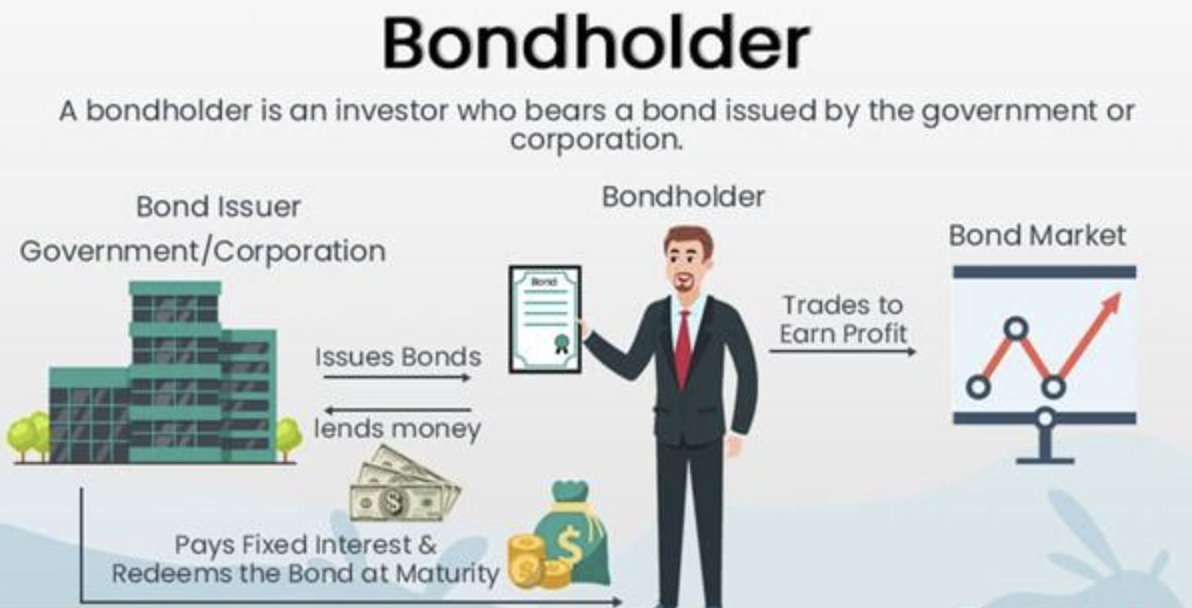 Bondholder
A bondholder is an investor who bears a bond issued by the government or
corporation.
Bond Issuer
Government/Corporation
Bondholder
Bond Market
Bond
Issues Bonds
lends money
Trades to
Earn Profit
Pays Fixed Interest &
Redeems the Bond at Maturity